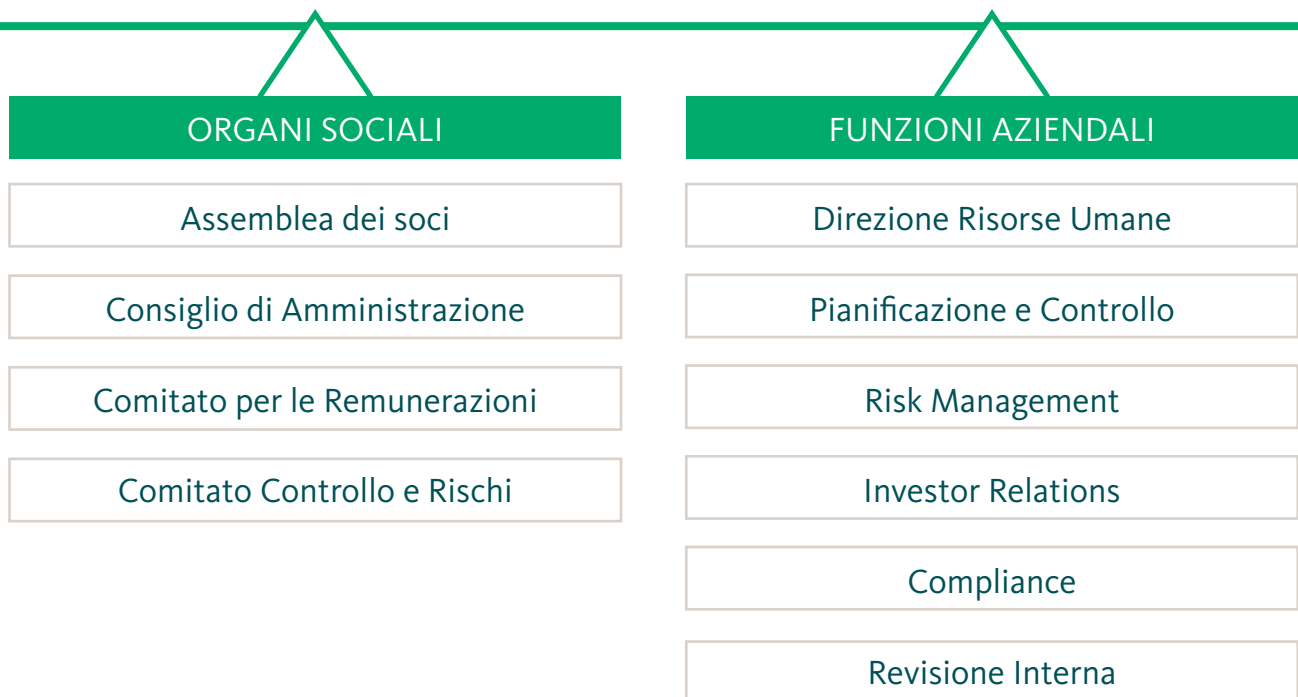 ORGANI SOCIALI
Assemblea dei soci
Consiglio di Amministrazione
Comitato per le Remunerazioni
Comitato Controllo e Rischi
FUNZIONI AZIENDALI
Direzione Risorse Umane
Pianificazione e Controllo
Risk Management
Investor Relations
Compliance
Revisione Interna